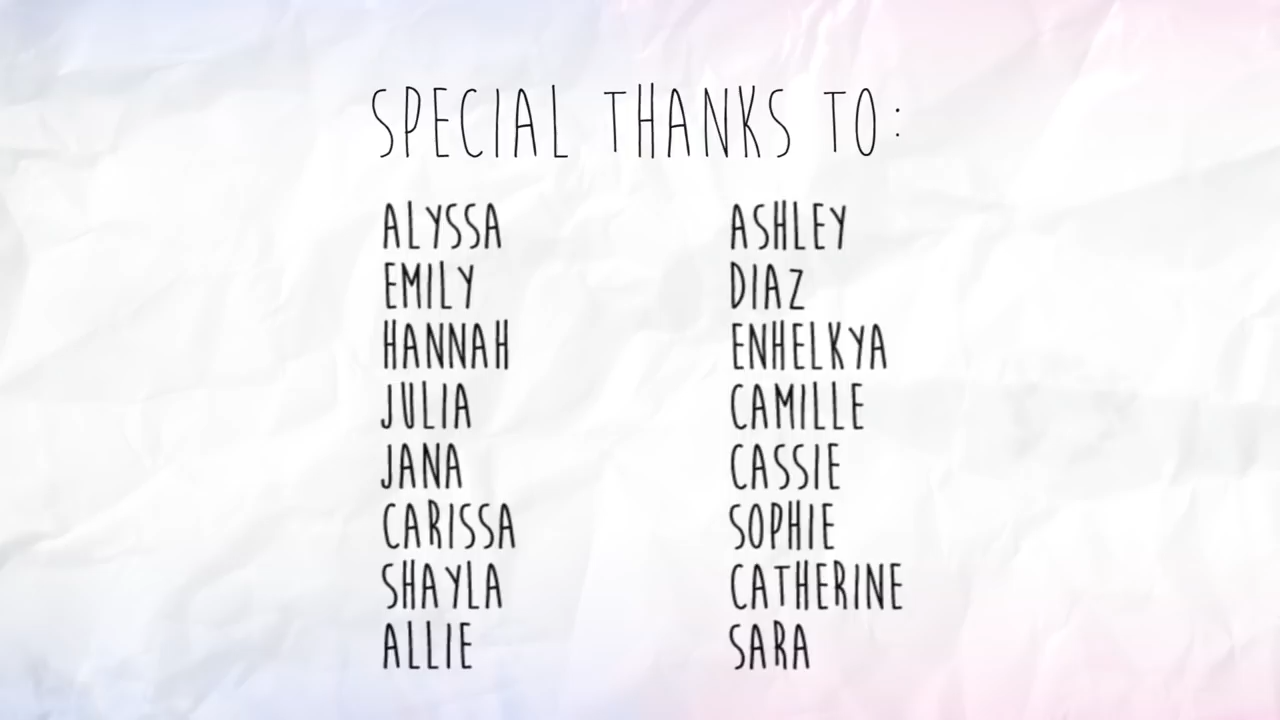 SPECIAL THANKS TO:
ALYSSA
EMILY
HANNAH
JULIA
JANA
CARISSA
SHAYLA
ALLIE
ASHLEY
DIAZ
ENHELKYA
CAMILLE
CASSIE
SOPHIE
CATHERINE
SARA